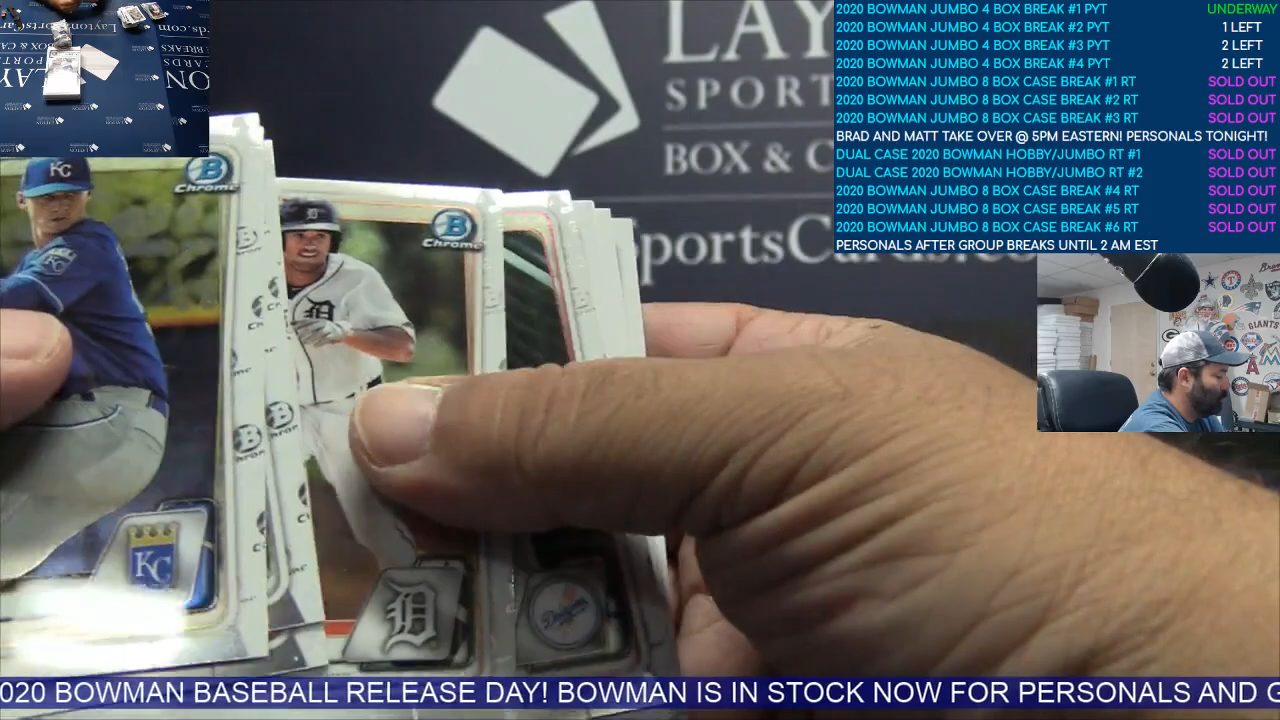 2020 BOWMAN JUMBO 4 BOX BREAK #1 PYT UNDERWAY
2020 BOWMAN JUMBO 4 BOX BREAK #2 PYT 1 LEFT
2020 BOWMAN JUMBO 4 BOX BREAK #3 PYT 2 LEFT
2020 BOWMAN JUMBO 4 BOX BREAK #4 PYT 2 LEFT
2020 BOWMAN JUMBO 8 BOX CASE BREAK #1 RT SOLD OUT
2020 BOWMAN JUMBO 8 BOX CASE BREAK #2 RT SOLD OUT
2020 BOWMAN JUMBO 8 BOX CASE BREAK #3 RT SOLD OUT
BRAD AND MATT TAKE OVER @ 5PM EASTERN! PERSONALS TONIGHT!
DUAL CASE 2020 BOWMAN HOBBY/JUMBO RT #1 SOLD OUT
DUAL CASE 2020 BOWMAN HOBBY/JUMBO RT #2 SOLD OUT
2020 BOWMAN JUMBO 8 BOX CASE BREAK #4 RT SOLD OUT
2020 BOWMAN JUMBO 8 BOX CASE BREAK #5 RT SOLD OUT
2020 BOWMAN JUMBO 8 BOX CASE BREAK #6 RT SOLD OUT
PERSONALS AFTER GROUP BREAKS UNTIL 2 AM EST
LAY
SPORTS
BOX & C
portsCards.co
B Chrome
KC
B Chrome
D
KC
D
Dodgers
GIANTS
020 BOWMAN BASEBALL RELEASE DAY! BOWMAN IS IN STOCK NOW FOR PERSONALS AND G